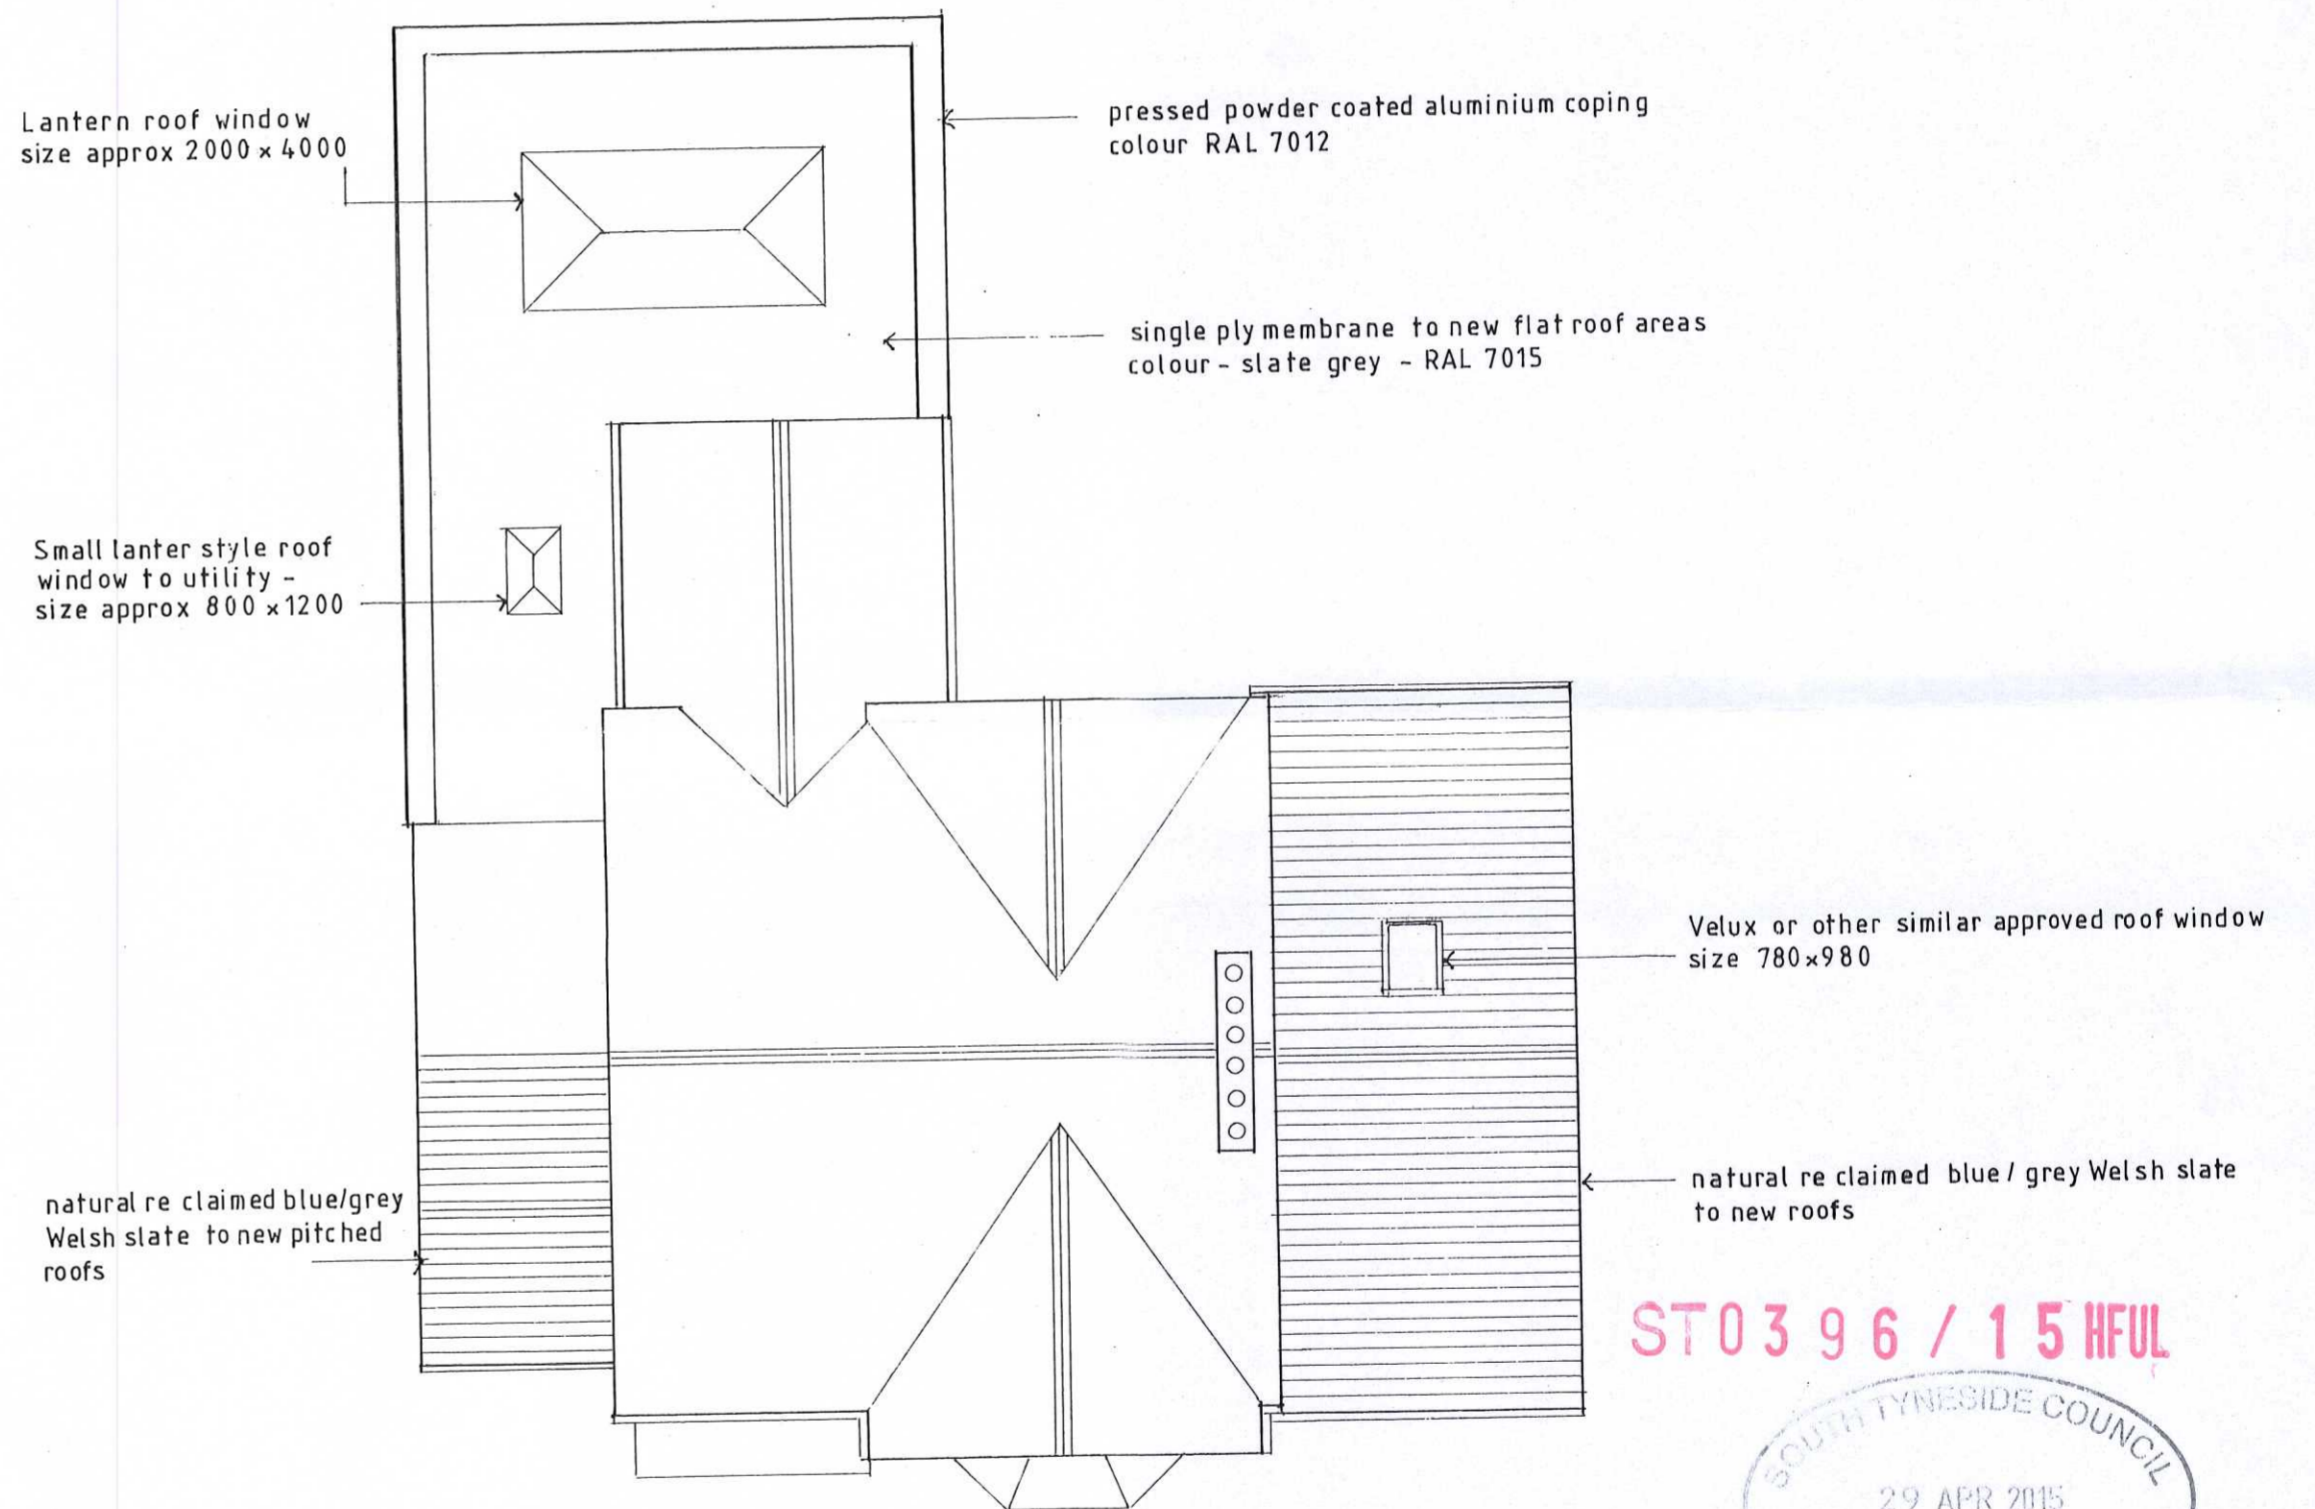 Lantern roof window
size approx 2000 x 4000
pressed powder coated aluminium coping
colour RAL 7012
single ply membrane to new flat roof areas
colour - slate grey - RAL 7015
Small lanter style roof
window to utility -
size approx 800 x 1200
Velux or other similar approved roof window
size 780x980
natural re claimed blue/grey
Welsh slate to new pitched
roofs
natural re claimed blue / grey Welsh slate
to new roofs
ST0396/15HFUL
SOUTH TYNESIDE COUNCIL
29 APR 2015